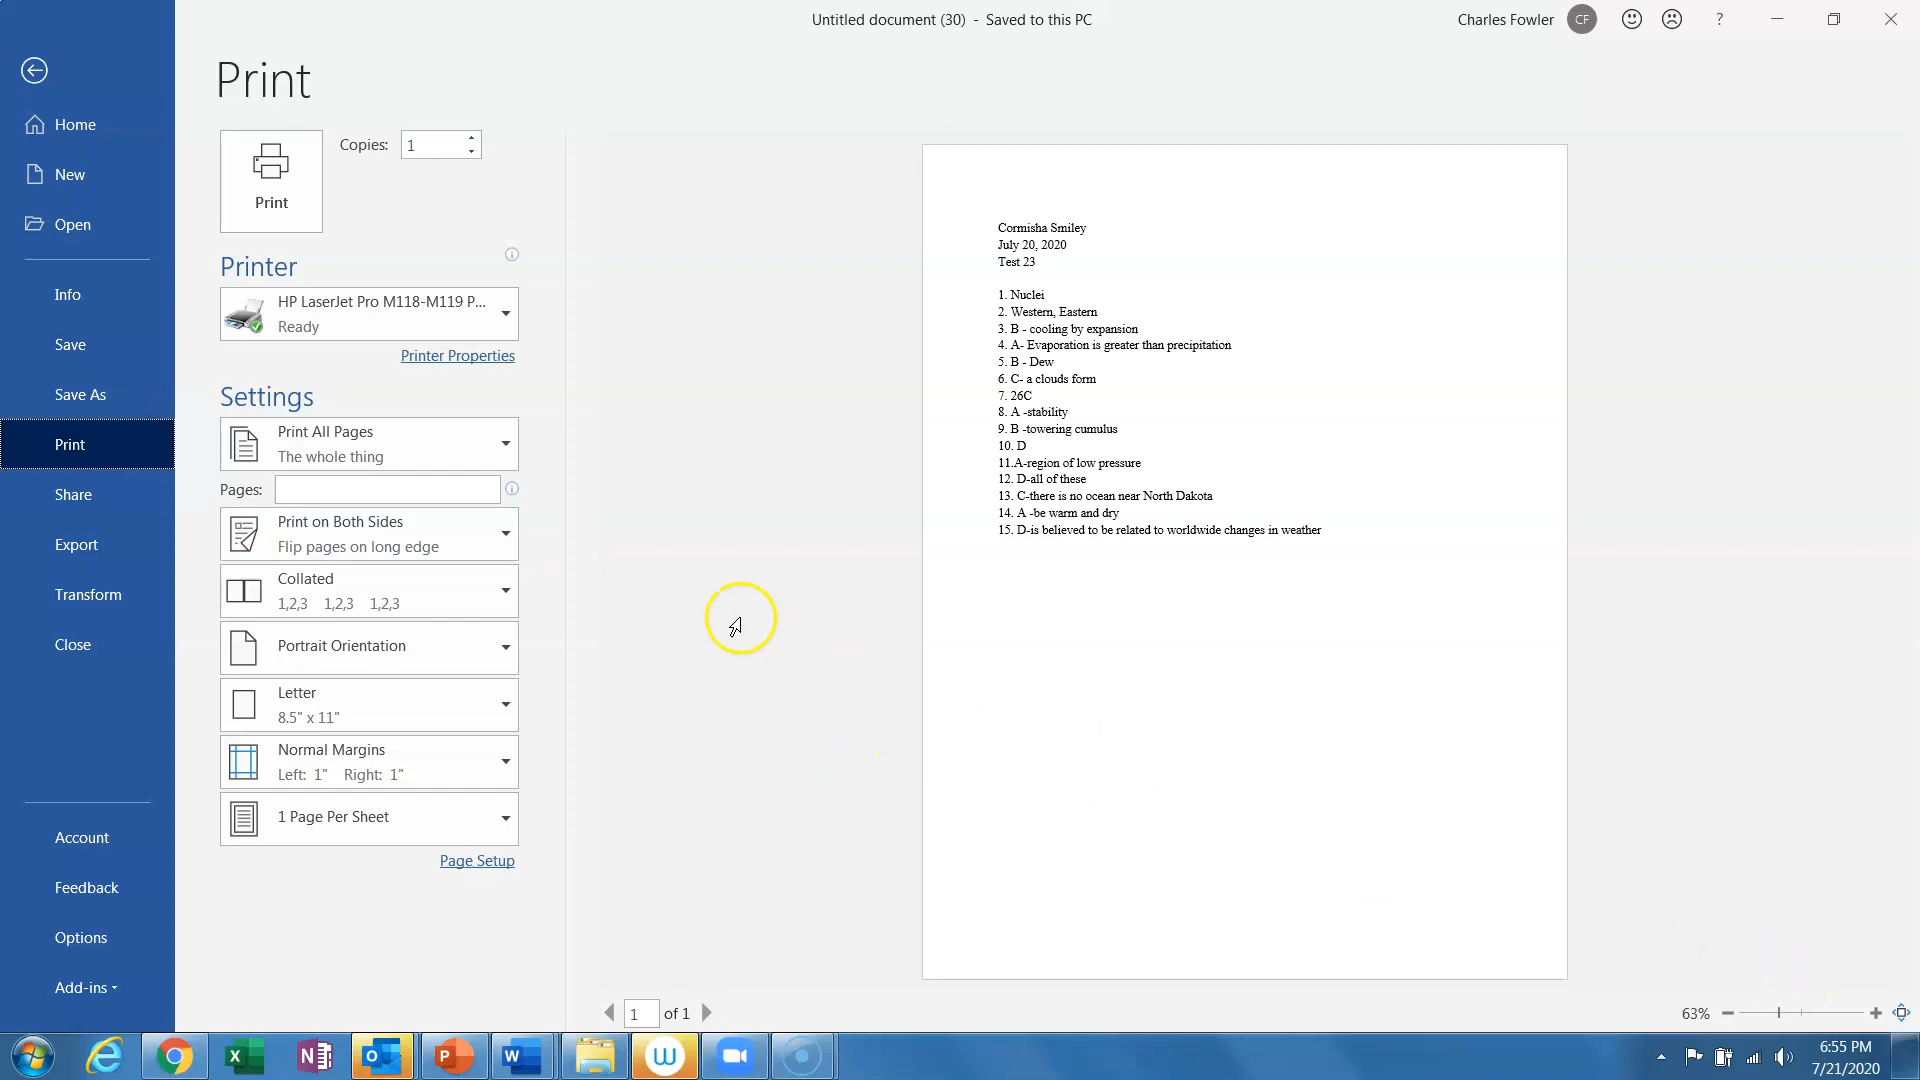 Untitled document (30) - Saved to this PC
Charles Fowler
CF
?
Print
Home
New
Open
Info
Save
Save As
Print
Share
Export
Transform
Close
Account
Feedback
Options
Add-ins
Print
Copies: 1
Printer
HP LaserJet Pro M118-M119 P...
Ready
Printer Properties
Settings
Print All Pages
The whole thing
Pages:
Print on Both Sides
Flip pages on long edge
Collated
1,2,3 1,2,3 1,2,3
Portrait Orientation
Letter
8.5" x 11"
Normal Margins
Left: 1" Right: 1"
1 Page Per Sheet
Page Setup
Cormisha Smiley
July 20, 2020
Test 23
1. Nuclei
2. Western, Eastern
3. B - cooling by expansion
4. A- Evaporation is greater than precipitation
5. B - Dew
6. C- a clouds form
7. 26C
8. A -stability
9. B -towering cumulus
10. D
11.A-region of low pressure
12. D-all of these
13. C-there is no ocean near North Dakota
14. A -be warm and dry
15. D-is believed to be related to worldwide changes in weather
1 of 1
63%
6:55 PM
7/21/2020